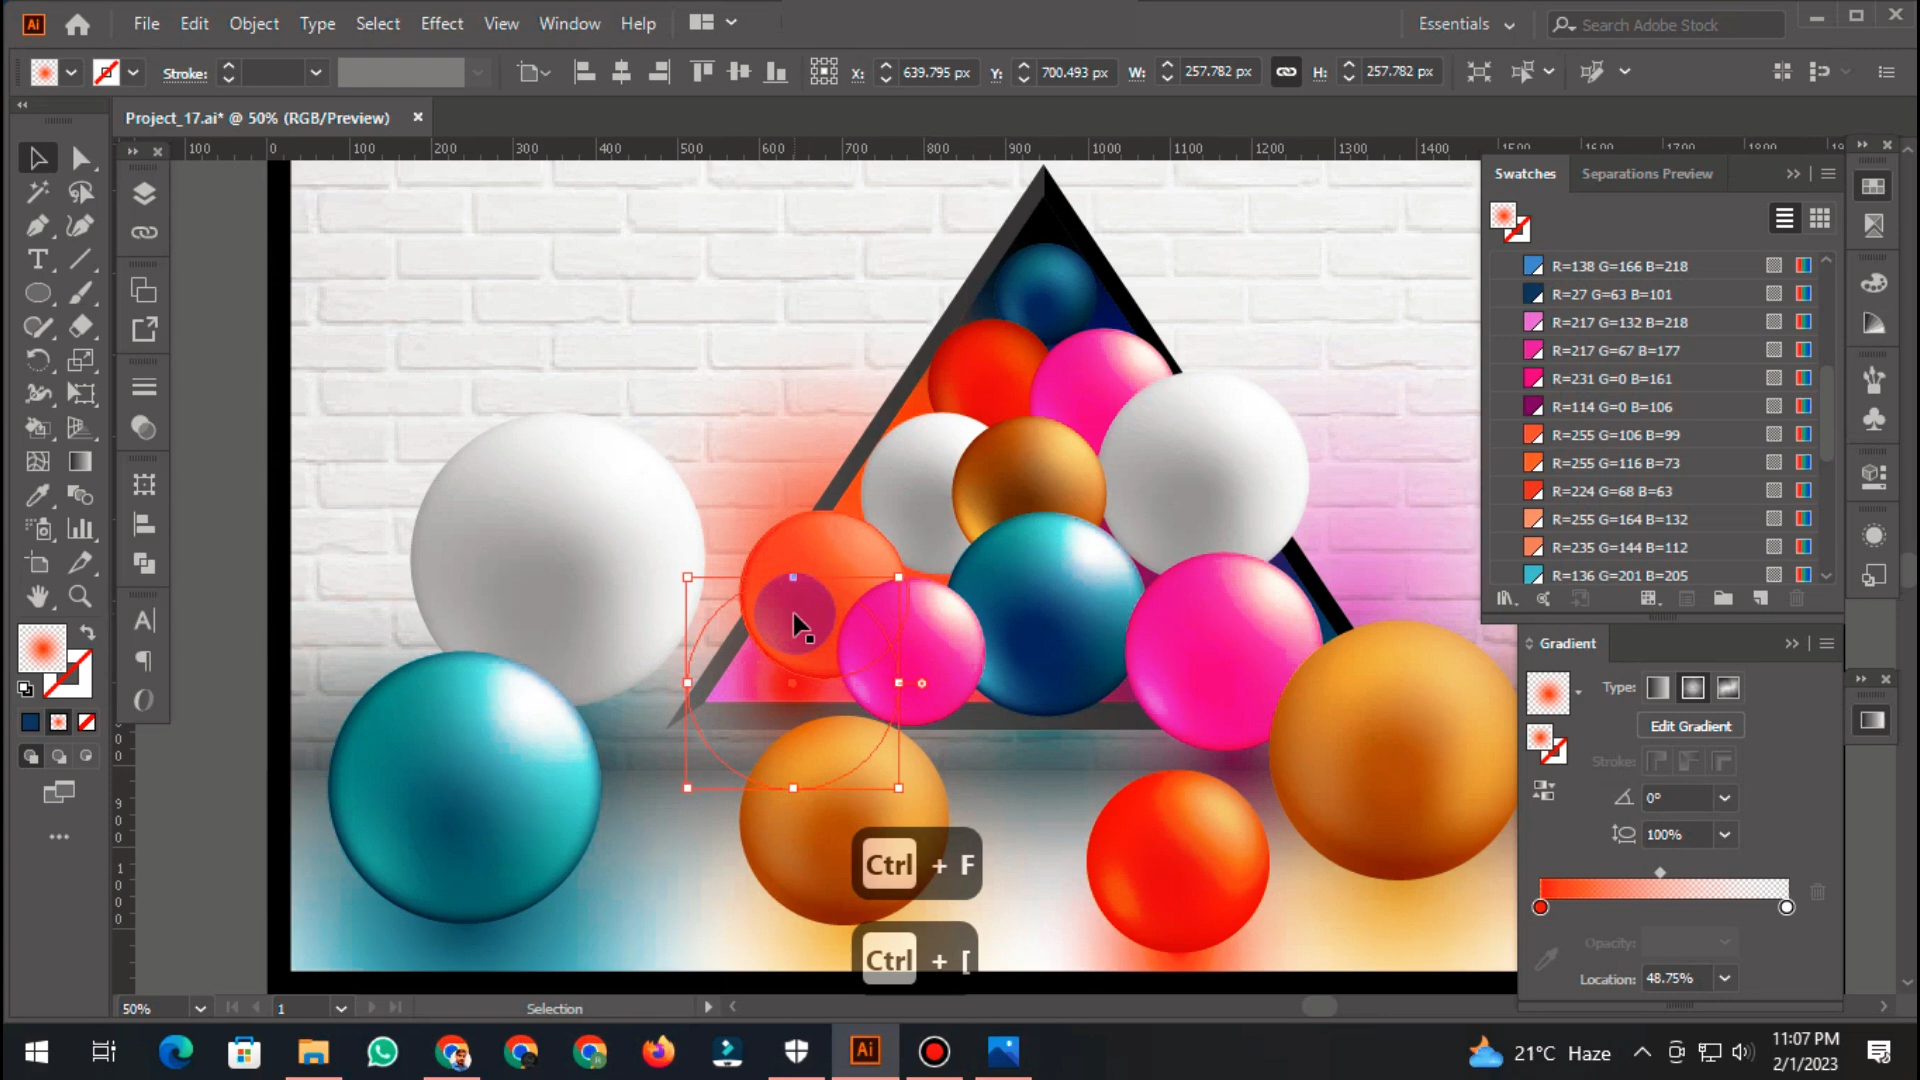 Ai File Edit Object Type Select Effect View Window Help Essentials Search Adobe Stock
Stroke: X: 639.795 px Y: 700.493 px W: 257.782 px H: 257.782 px
Project_17.ai* @ 50% (RGB/Preview)
100 0 100 200 300 400 500 600 700 800 900 1000 1100 1200 1300 1400
Swatches Separations Preview
R=138 G=166 B=218
R=27 G=63 B=101
R=217 G=132 B=218
R=217 G=67 B=177
R=231 G=0 B=161
R=114 G=0 B=106
R=255 G=106 B=99
R=255 G=116 B=73
R=224 G=68 B=63
R=255 G=164 B=132
R=235 G=144 B=112
R=136 G=201 B=205
Gradient
Type:
Edit Gradient
Stroke:
0°
100%
Opacity:
Location: 48.75%
900
1000
Ctrl + F
Ctrl + [
50% 1 Selection
Ai
21°C Haze
11:07 PM
2/1/2023